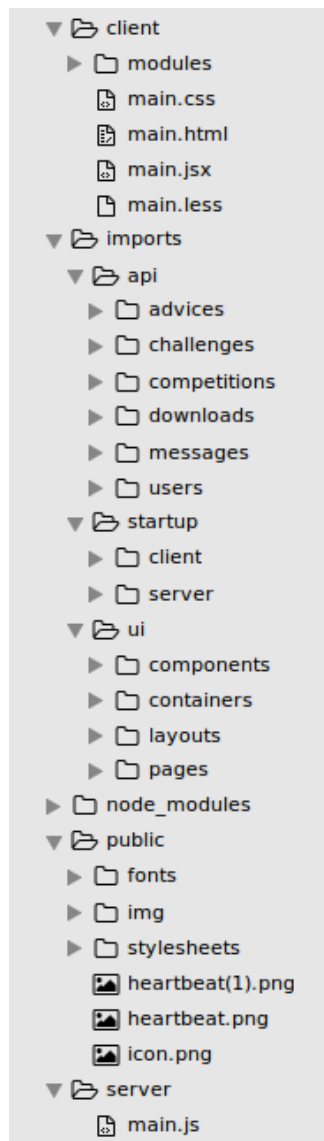 client
modules
main.css
main.html
main.jsx
main.less
imports
api
advices
challenges
competitions
downloads
messages
users
startup
client
server
ui
components
containers
layouts
pages
node_modules
public
fonts
img
stylesheets
heartbeat(1).png
heartbeat.png
icon.png
server
main.js